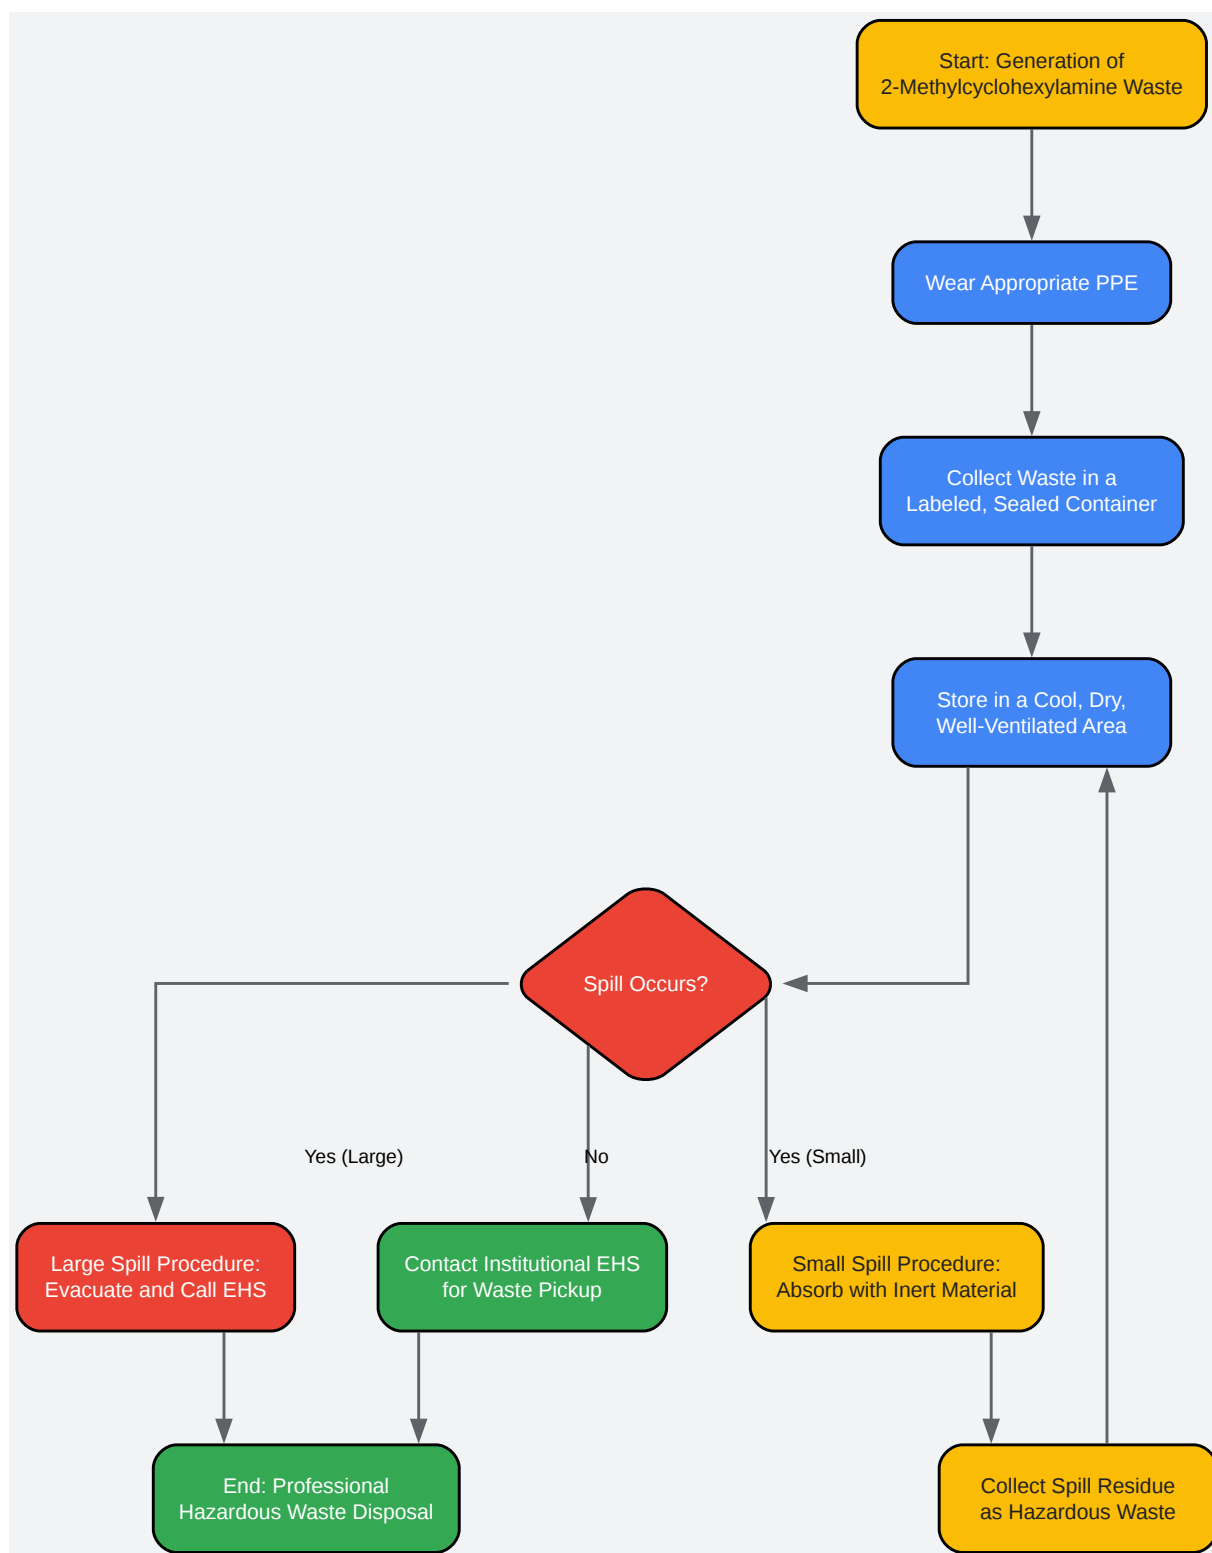 Start: Generation of
2-Methylcyclohexylamine Waste
Wear Appropriate PPE
Collect Waste in a
Labeled, Sealed Container
Store in a Cool, Dry,
Well-Ventilated Area
Spill Occurs?
Yes (Large)
No
Yes (Small)
Large Spill Procedure:
Evacuate and Call EHS
Contact Institutional EHS
for Waste Pickup
Small Spill Procedure:
Absorb with Inert Material
End: Professional
Hazardous Waste Disposal
Collect Spill Residue
as Hazardous Waste